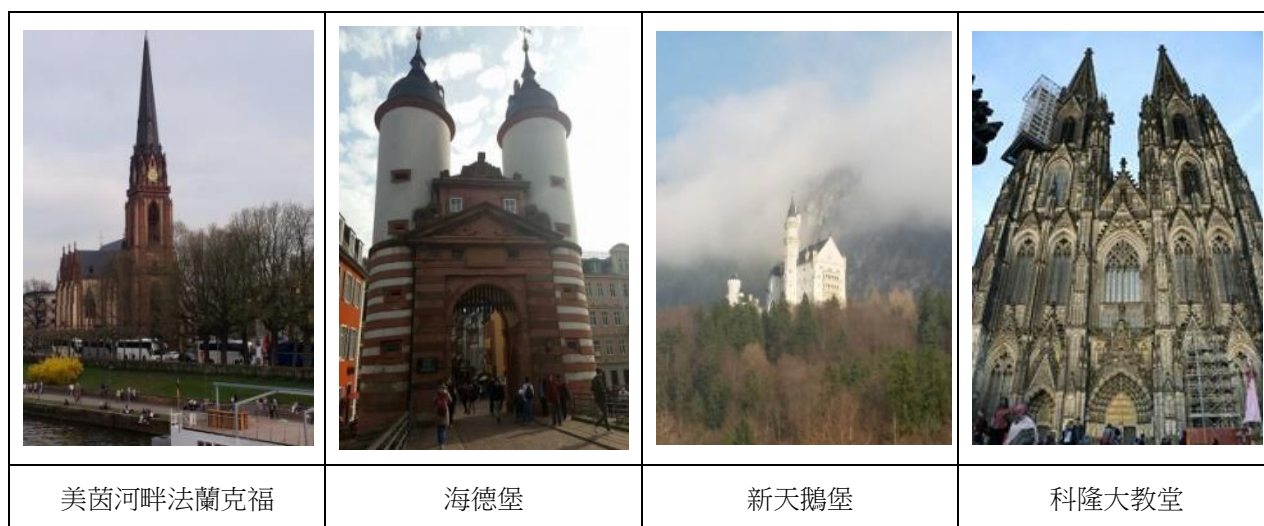 美茵河畔法蘭克福
海德堡
新天鵝堡
科隆大教堂